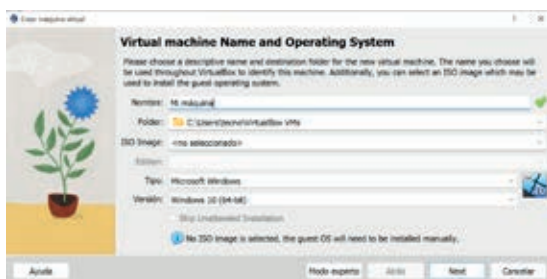 Crear máquina virtual
Virtual machine Name and Operating System
Please choose a descriptive name and destination folder for the new virtual machine. The name you choose will
be used throughout VirtualBox to identify this machine. Additionally, you can select an ISO image which may be
used to install the guest operating system.
Nombre: Mi máquina
Folder: C:\Users\ \VirtualBox VMs
ISO Image: <no seleccionado>
Edition:
Tipo: Microsoft Windows
Versión: Windows 10 (64-bit)
Skip Unattended Installation
No ISO image is selected, the guest OS will need to be installed manually.
Ayuda Modo experto Atrás Next Cancelar